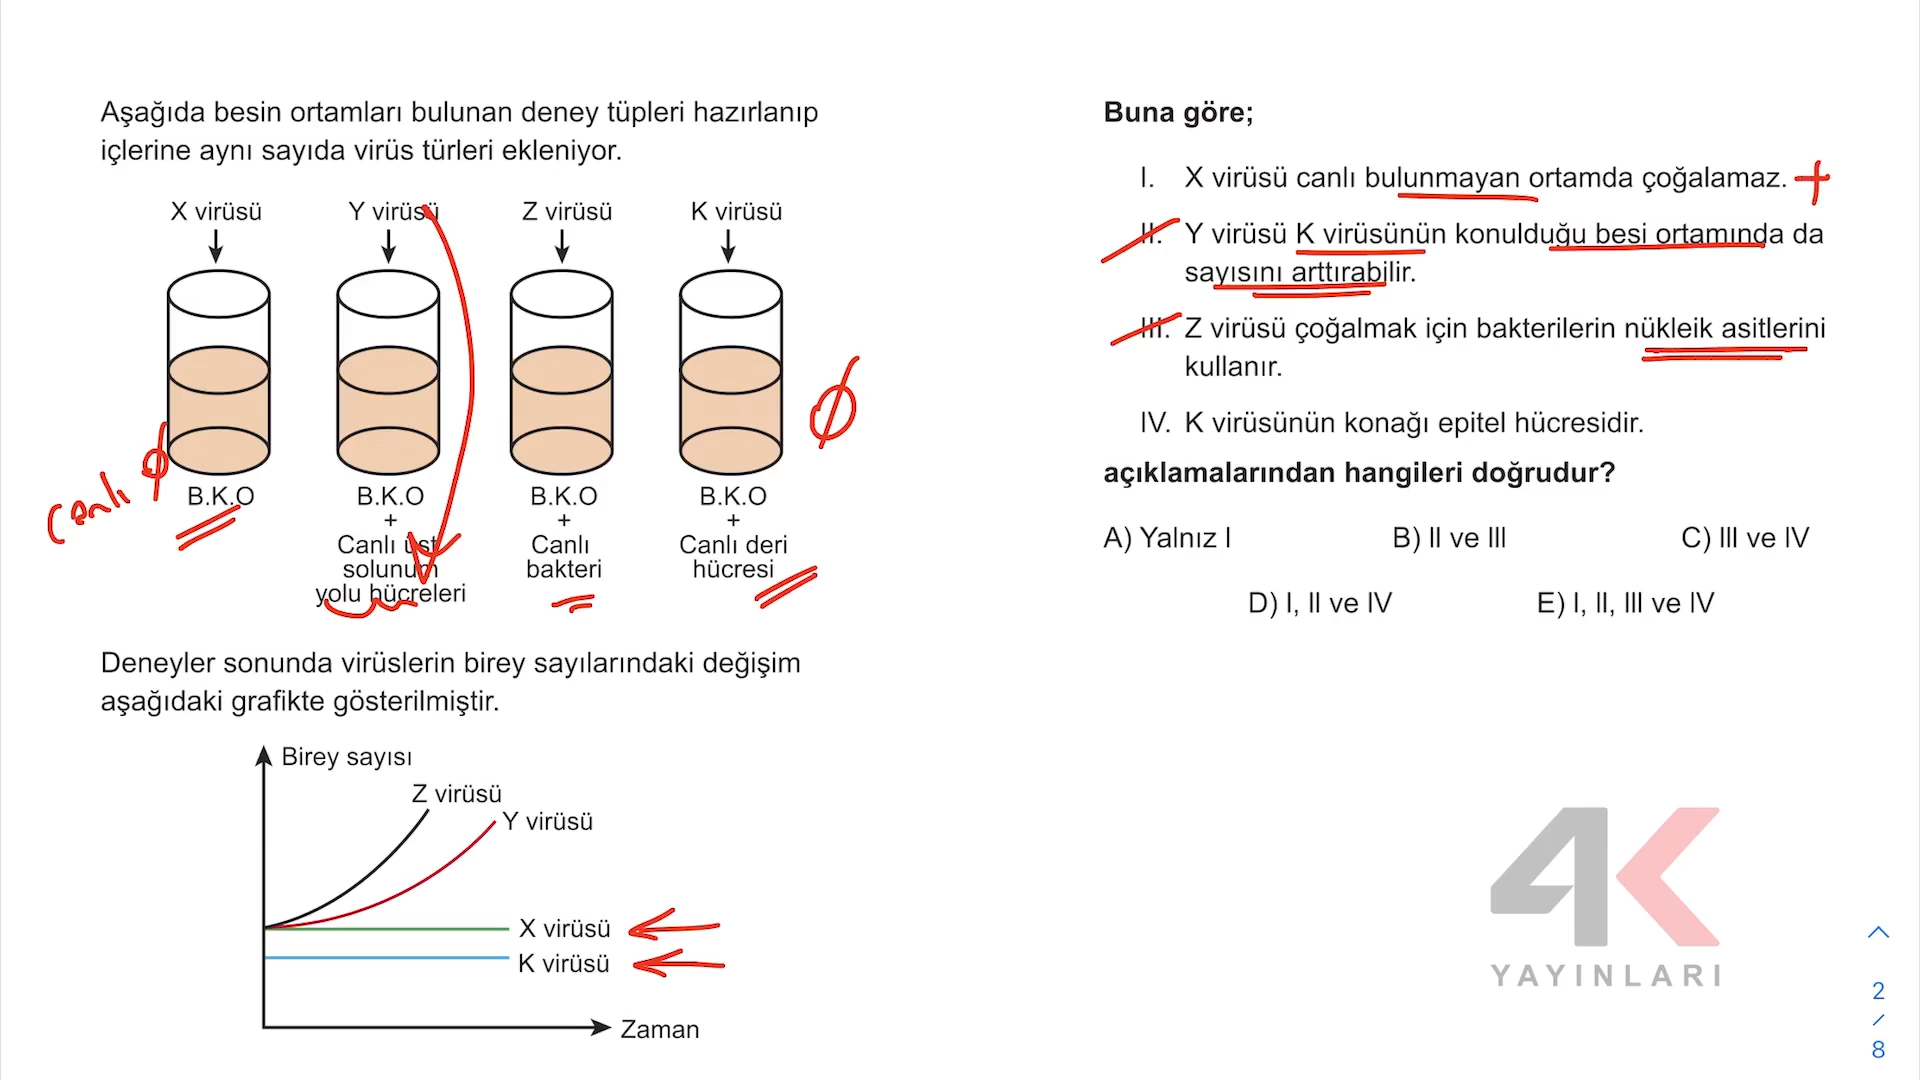 Aşağıda besin ortamları bulunan deney tüpleri hazırlanıp
içlerine aynı sayıda virüs türleri ekleniyor.
X virüsü
Y virüsü
Z virüsü
K virüsü
Canlı
B.K.O
B.K.O
+
Canlı üst
solunum
yolu hücreleri
B.K.O
+
Canlı
bakteri
B.K.O
+
Canlı deri
hücresi
Deneyler sonunda virüslerin birey sayılarındaki değişim
aşağıdaki grafikte gösterilmiştir.
Birey sayısı
Z virüsü
Y virüsü
X virüsü
K virüsü
Zaman
Buna göre;
I. X virüsü canlı bulunmayan ortamda çoğalamaz. +
II. Y virüsü K virüsünün konulduğu besi ortamında da
sayısını arttırabilir.
III. Z virüsü çoğalmak için bakterilerin nükleik asitlerini
kullanır.
IV. K virüsünün konağı epitel hücresidir.
açıklamalarından hangileri doğrudur?
A) Yalnız I B) II ve III C) III ve IV
D) I, II ve IV E) I, II, III ve IV
4K
YAYINLARI
2
/
8